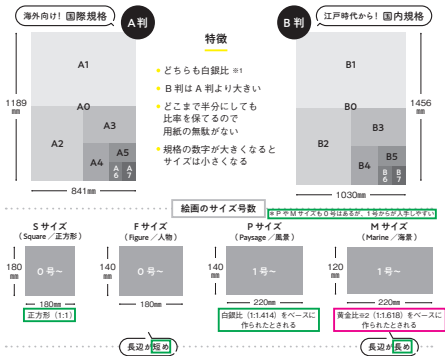 海外向け！国際規格
A判
A1
A0
A2
A3
A4
A5
A
6
A
7
1189
㎜
841㎜
特徴
・どちらも白銀比 ※1
・B判はA判より大きい
・どこまで半分にしても
比率を保てるので
用紙の無駄がない
・規格の数字が大きくなると
サイズは小さくなる
B判
江戸時代から！国内規格
B1
B0
B2
B3
B4
B5
B
6
B
7
1456
㎜
1030㎜
絵画のサイズ号数
※PやMサイズも0号はあるが、1号からが入手しやすい
Sサイズ
（Square／正方形）
180
㎜
0号〜
180㎜
正方形（1:1）
Fサイズ
（Figure／人物）
140
㎜
0号〜
180㎜
Pサイズ
（Paysage／風景）
140
㎜
1号〜
220㎜
白銀比（1:1.414）をベースに
作られたとされる
Mサイズ
（Marine／海景）
120
㎜
1号〜
220㎜
黄金比※2（1:1.618）をベースに
作られたとされる
長辺が短め
長辺が長め